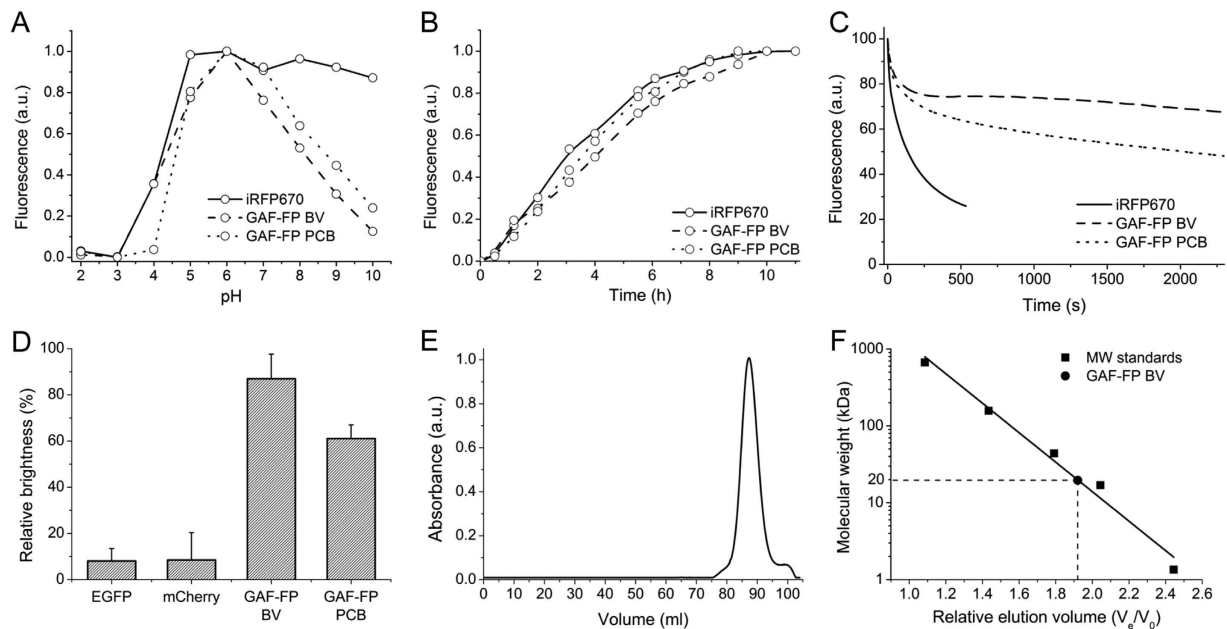 A
Fluorescence (a.u.)
1.0
0.8
0.6
0.4
0.2
0.0
2 3 4 5 6 7 8 9 10
pH
iRFP670
GAF-FP BV
GAF-FP PCB
B
Fluorescence (a.u.)
1.0
0.8
0.6
0.4
0.2
0.0
0 2 4 6 8 10
Time (h)
iRFP670
GAF-FP BV
GAF-FP PCB
C
Fluorescence (a.u.)
100
80
60
40
20
0
0 500 1000 1500 2000
Time (s)
iRFP670
GAF-FP BV
GAF-FP PCB
D
Relative brightness (%)
100
80
60
40
20
0
EGFP mCherry GAF-FP GAF-FP
BV PCB
E
Absorbance (a.u.)
1.0
0.8
0.6
0.4
0.2
0.0
0 10 20 30 40 50 60 70 80 90 100
Volume (ml)
F
Molecular weight (kDa)
1000
100
20
10
1
1.0 1.2 1.4 1.6 1.8 2.0 2.2 2.4 2.6
Relative elution volume (Ve/V0)
MW standards
GAF-FP BV